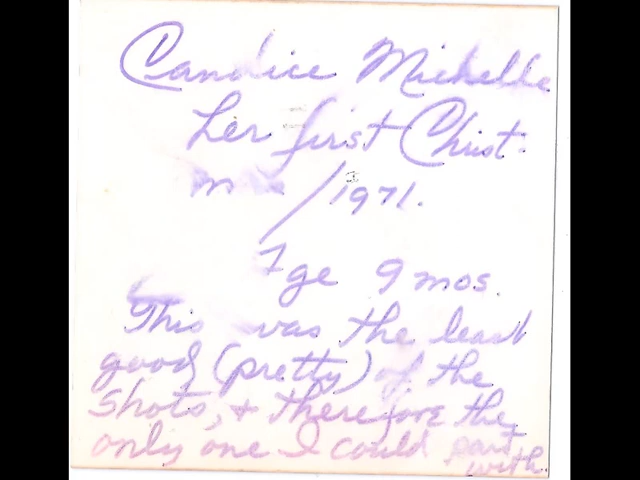 Candice Michelle
her first Christ-
mas / 1971.
Age 9 mos.
This was the least
good (pretty) of the
shots, & therefore the
only one I could part
with.